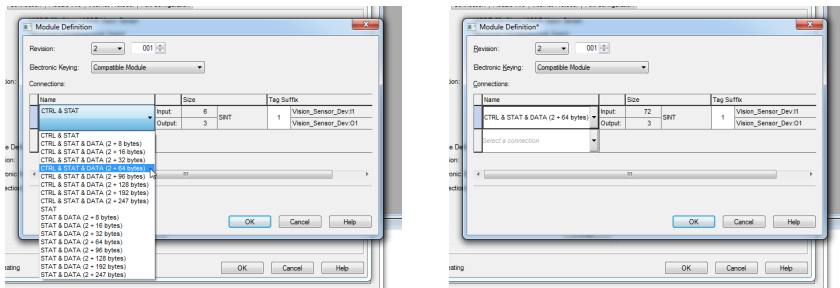 Module Definition
Revision: 2 001
Electronic Keying: Compatible Module
Connections:
Name Size Tag Suffix
CTRL & STAT Input: 6 SINT 1 Vision_Sensor_Dev:I1
Output: 3 Vision_Sensor_Dev:O1
CTRL & STAT
CTRL & STAT & DATA (2 + 8 bytes)
CTRL & STAT & DATA (2 + 16 bytes)
CTRL & STAT & DATA (2 + 32 bytes)
CTRL & STAT & DATA (2 + 64 bytes)
CTRL & STAT & DATA (2 + 96 bytes)
CTRL & STAT & DATA (2 + 128 bytes)
CTRL & STAT & DATA (2 + 192 bytes)
CTRL & STAT & DATA (2 + 247 bytes)
STAT
STAT & DATA (2 + 8 bytes)
STAT & DATA (2 + 16 bytes)
STAT & DATA (2 + 32 bytes)
STAT & DATA (2 + 64 bytes)
STAT & DATA (2 + 96 bytes)
STAT & DATA (2 + 128 bytes)
STAT & DATA (2 + 192 bytes)
STAT & DATA (2 + 247 bytes)
OK Cancel Help
OK Cancel Help
Module Definition*
Revision: 2 001
Electronic Keying: Compatible Module
Connections:
Name Size Tag Suffix
CTRL & STAT & DATA (2 + 64 bytes) Input: 72 SINT 1 Vision_Sensor_Dev:I1
Output: 3 Vision_Sensor_Dev:O1
Select a connection
OK Cancel Help
OK Cancel Help